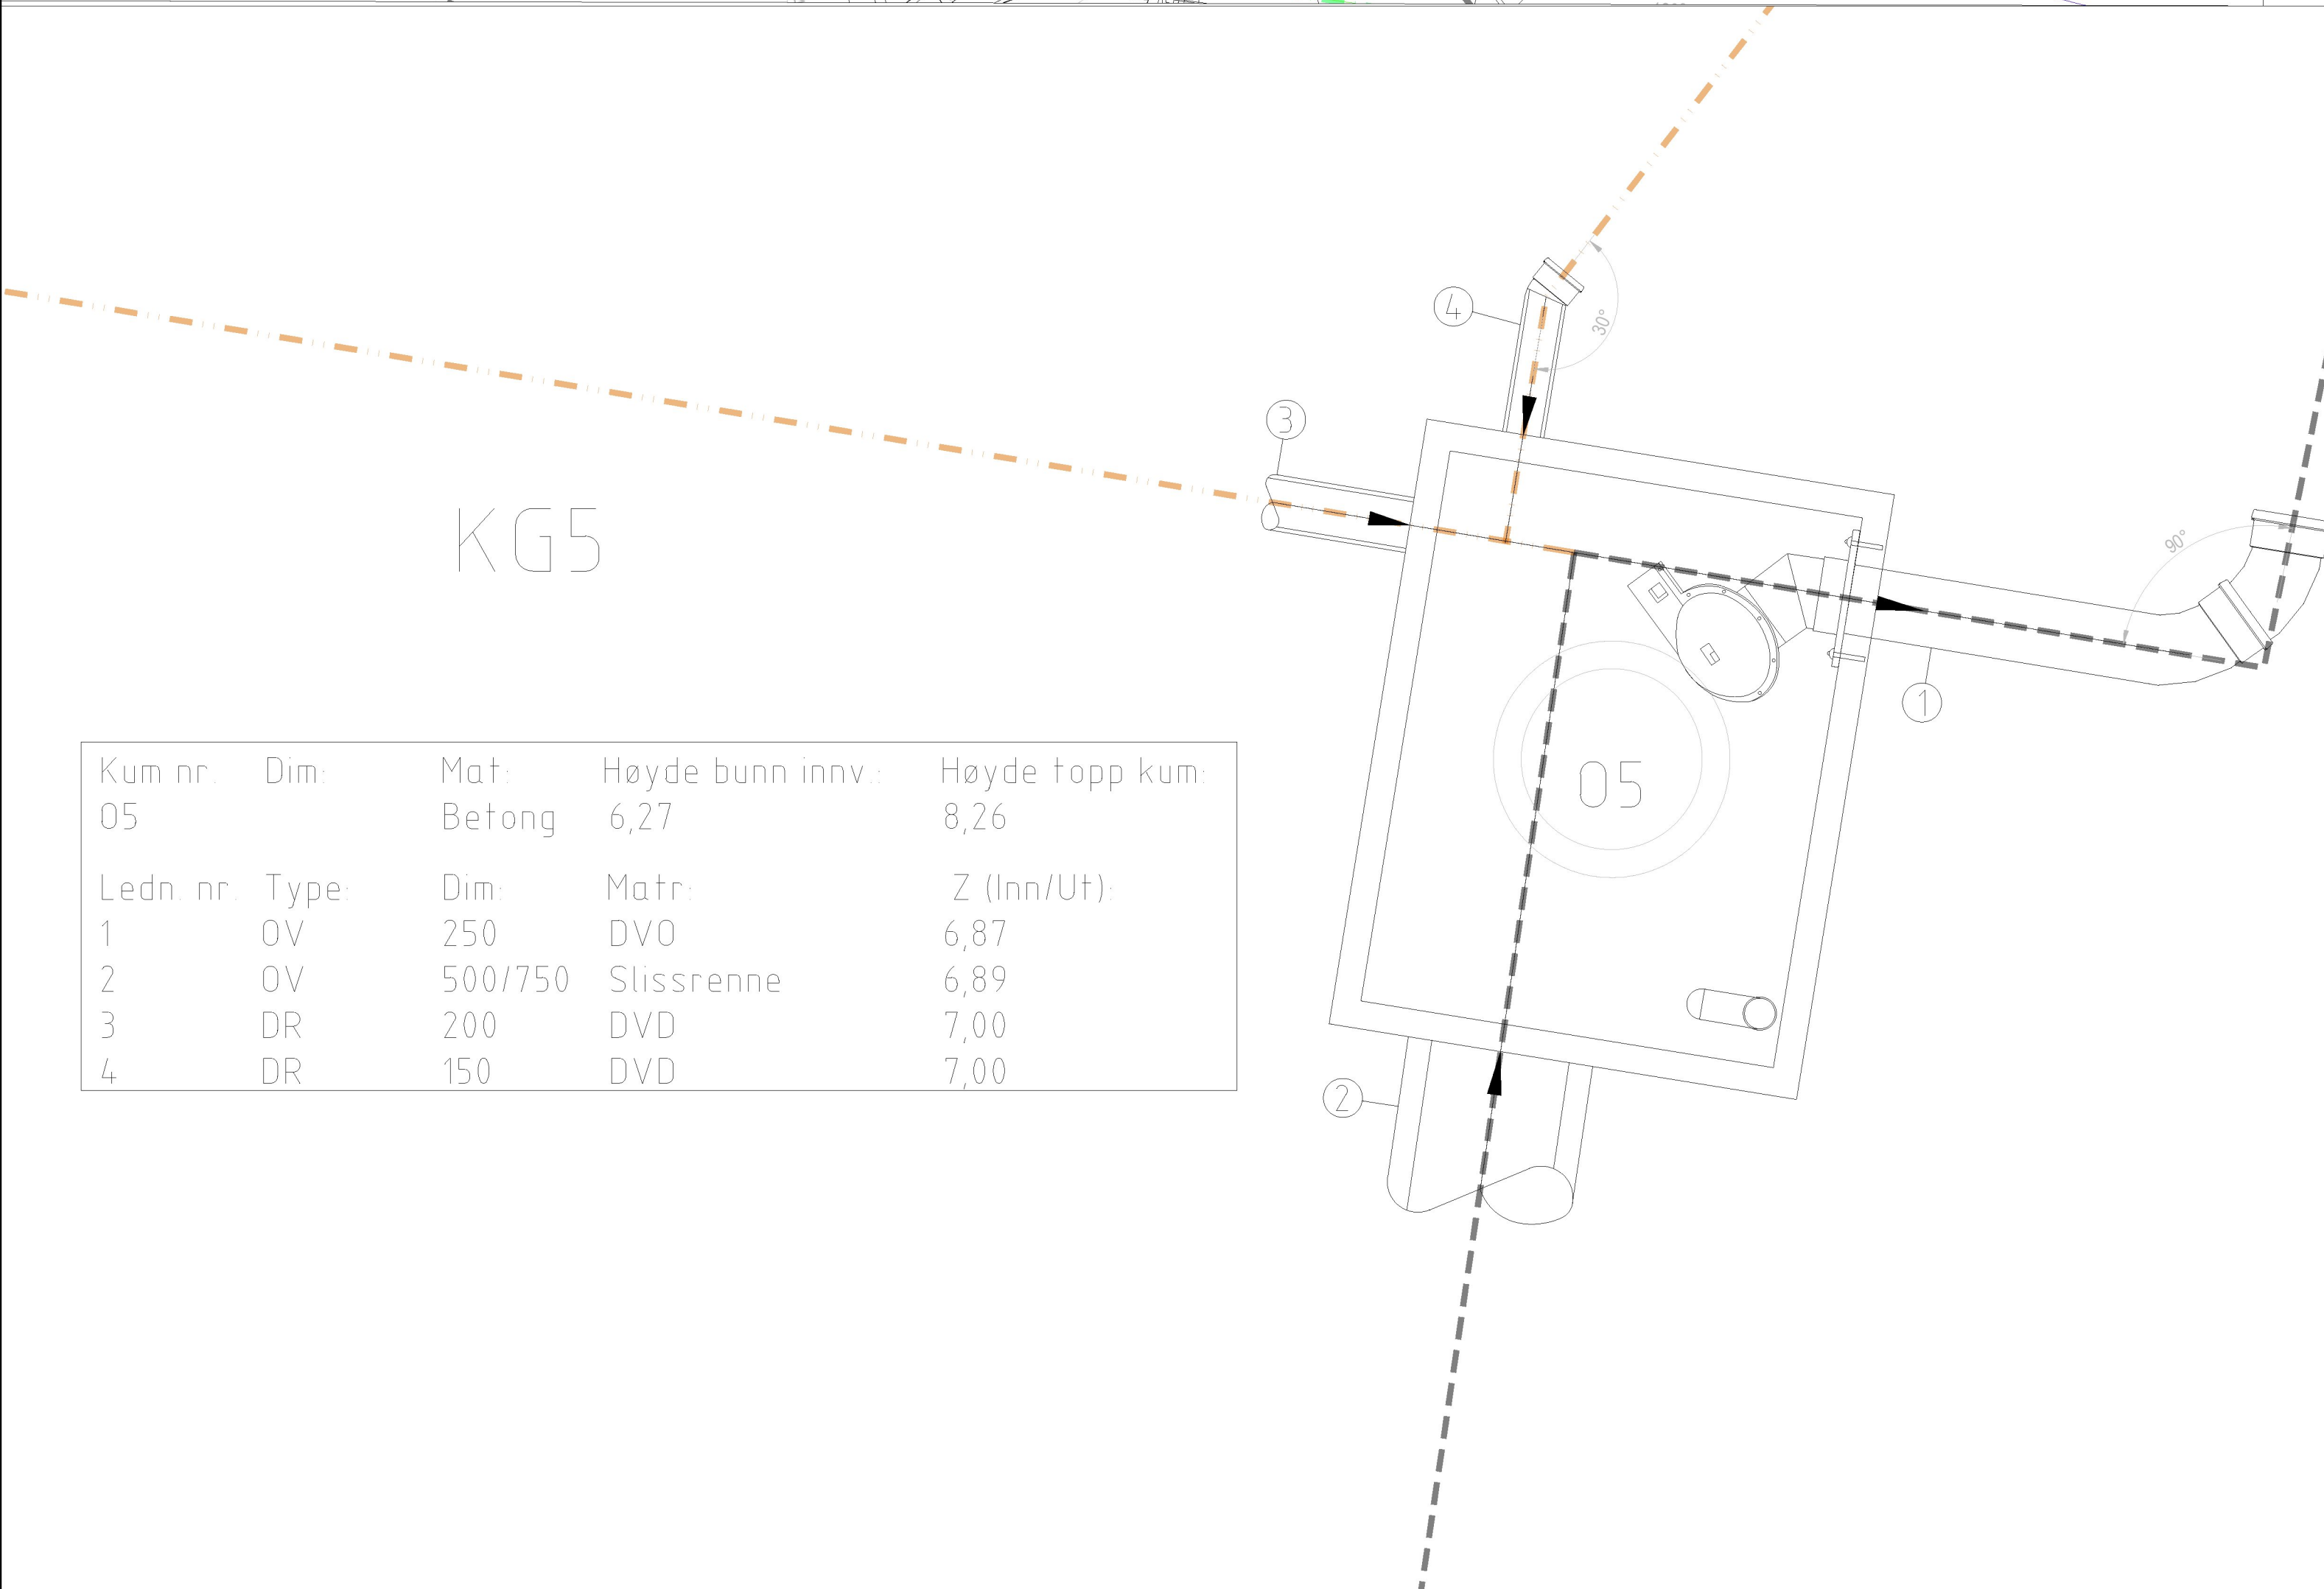 4
30°
3
KG5
90°
1
05
Kum nr. Dim: Mat: Høyde bunn innv.: Høyde topp kum:
05 Betong 6,27 8,26
Ledn. nr. Type: Dim: Matr: Z (Inn/Ut):
1 OV 250 DVO 6,87
2 OV 500/750 Slissrenne 6,89
3 DR 200 DVD 7,00
4 DR 150 DVD 7,00
2